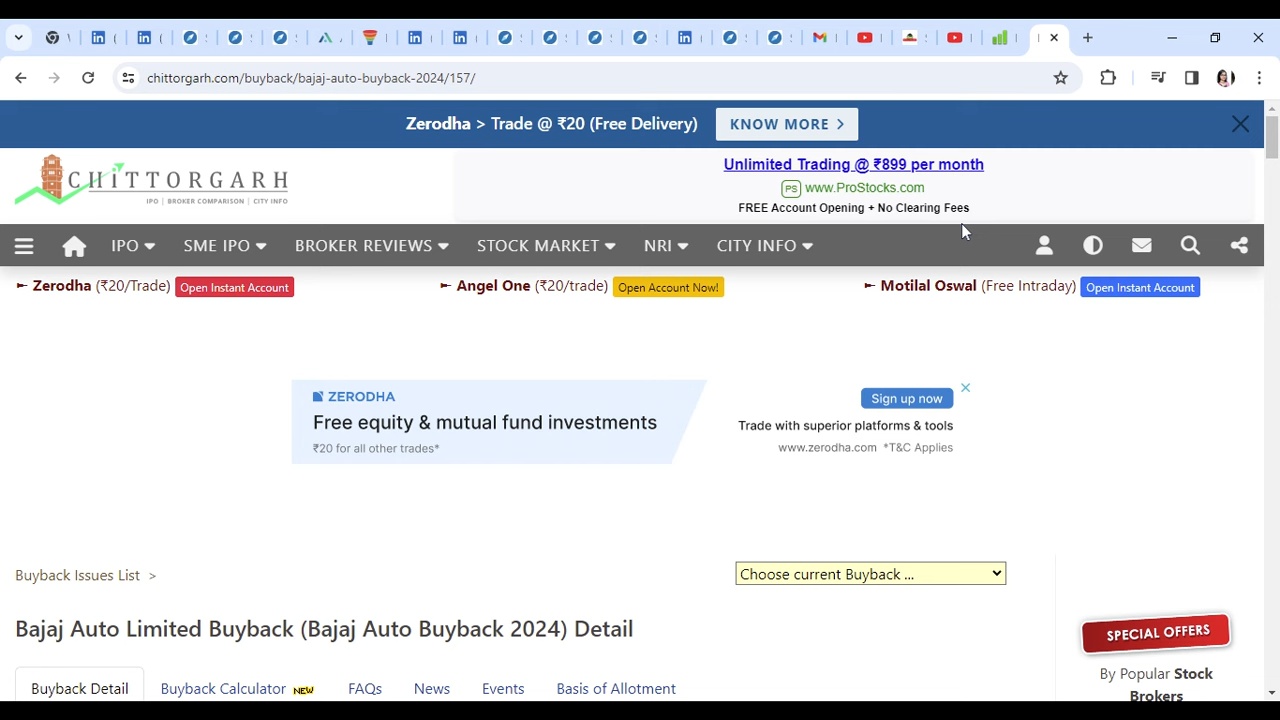 chittorgarh.com/buyback/bajaj-auto-buyback-2024/157/
Zerodha > Trade @ ₹20 (Free Delivery) KNOW MORE >
CHITTORGARH
IPO | BROKER COMPARISON | CITY INFO
Unlimited Trading @ ₹899 per month
PS www.ProStocks.com
FREE Account Opening + No Clearing Fees
IPO SME IPO BROKER REVIEWS STOCK MARKET NRI CITY INFO
Zerodha (₹20/Trade) Open Instant Account Angel One (₹20/trade) Open Account Now! Motilal Oswal (Free Intraday) Open Instant Account
ZERODHA
Free equity & mutual fund investments
₹20 for all other trades*
Sign up now
Trade with superior platforms & tools
www.zerodha.com *T&C Applies
Buyback Issues List >
Choose current Buyback ...
Bajaj Auto Limited Buyback (Bajaj Auto Buyback 2024) Detail
SPECIAL OFFERS
By Popular Stock
Brokers
Buyback Detail Buyback Calculator NEW FAQs News Events Basis of Allotment